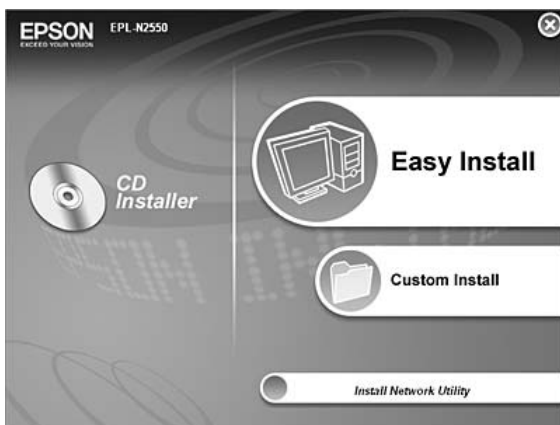 EPSON
EXCEED YOUR VISION
EPL-N2550
CD
Installer
Easy Install
Custom Install
Install Network Utility